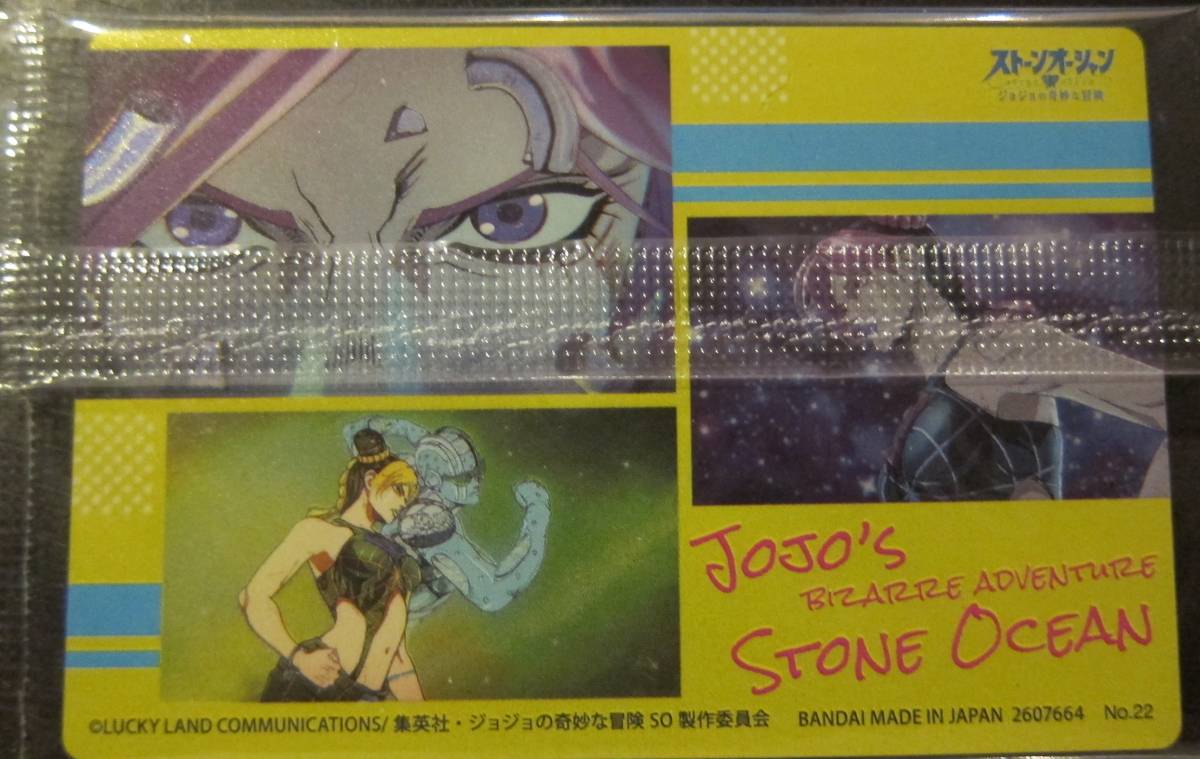 ストーンオーシャン
ジョジョの奇妙な冒険
JOJO'S
BIZARRE ADVENTURE
STONE OCEAN
©LUCKY LAND COMMUNICATIONS/ 集英社・ジョジョの奇妙な冒険 SO 製作委員会 BANDAI MADE IN JAPAN 2607664 No.22